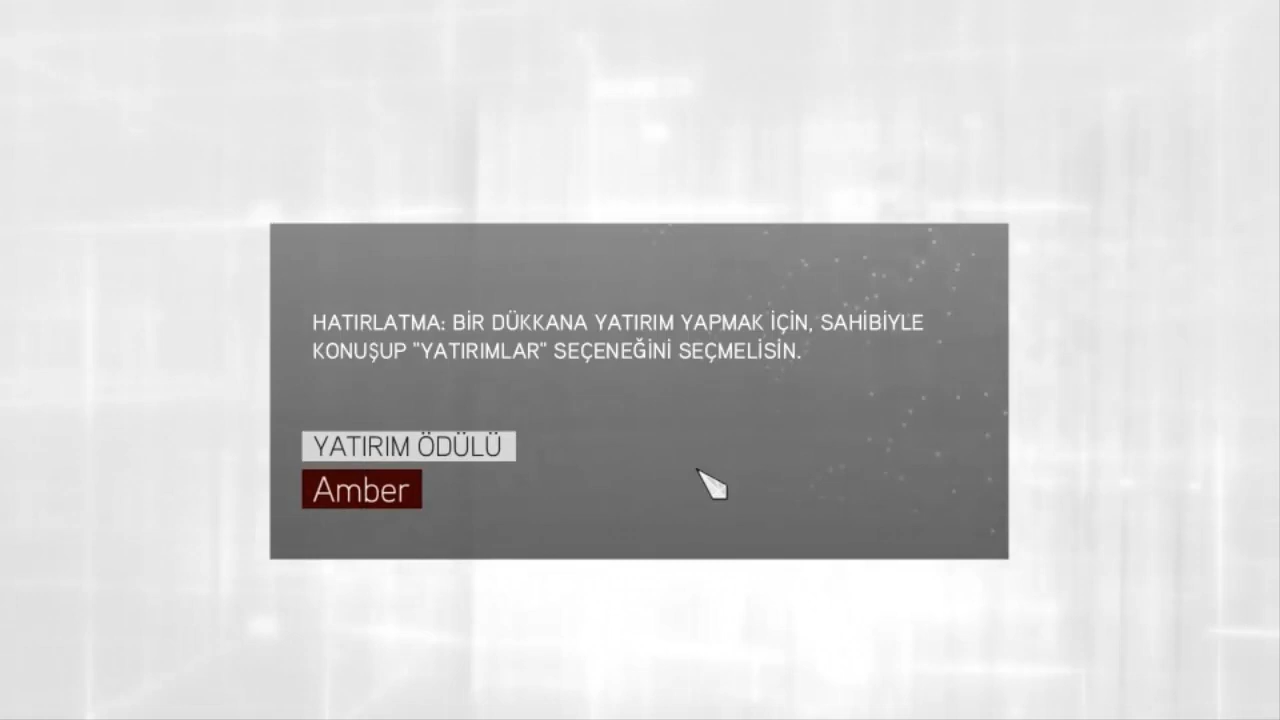 HATIRLATMA: BİR DÜKKANA YATIRIM YAPMAK İÇİN, SAHİBİYLE
KONUŞUP "YATIRIMLAR" SEÇENEĞİNİ SEÇMELİSİN.
YATIRIM ÖDÜLÜ
Amber